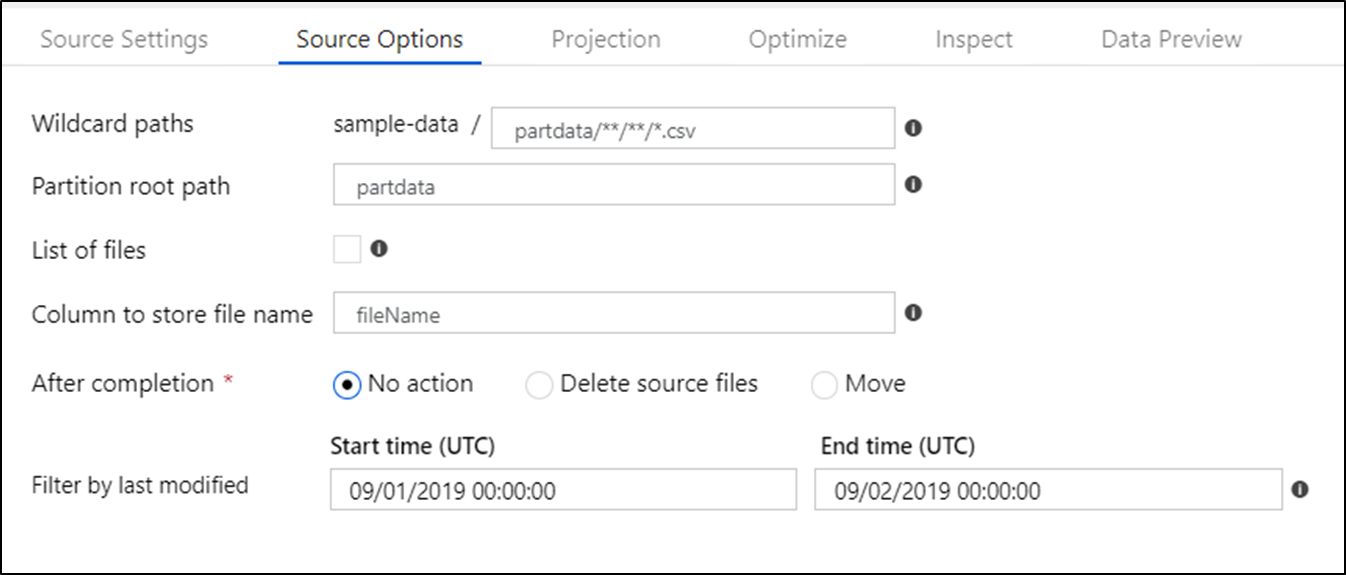 Source Settings Source Options Projection Optimize Inspect Data Preview
Wildcard paths sample-data / partdata/**/**/*.csv
Partition root path partdata
List of files
Column to store file name fileName
After completion * No action Delete source files Move
Start time (UTC) End time (UTC)
Filter by last modified 09/01/2019 00:00:00 09/02/2019 00:00:00